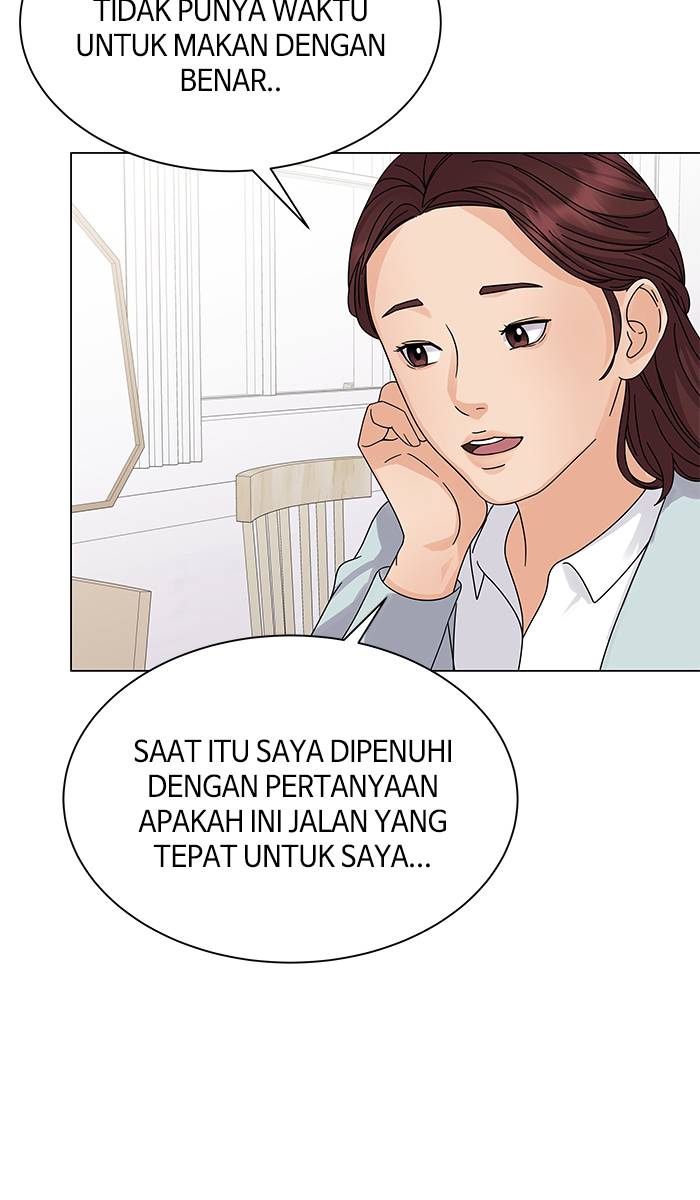 TIDAK PUNYA WAKTU
UNTUK MAKAN DENGAN
BENAR..
SAAT ITU SAYA DIPENUHI
DENGAN PERTANYAAN
APAKAH INI JALAN YANG
TEPAT UNTUK SAYA...